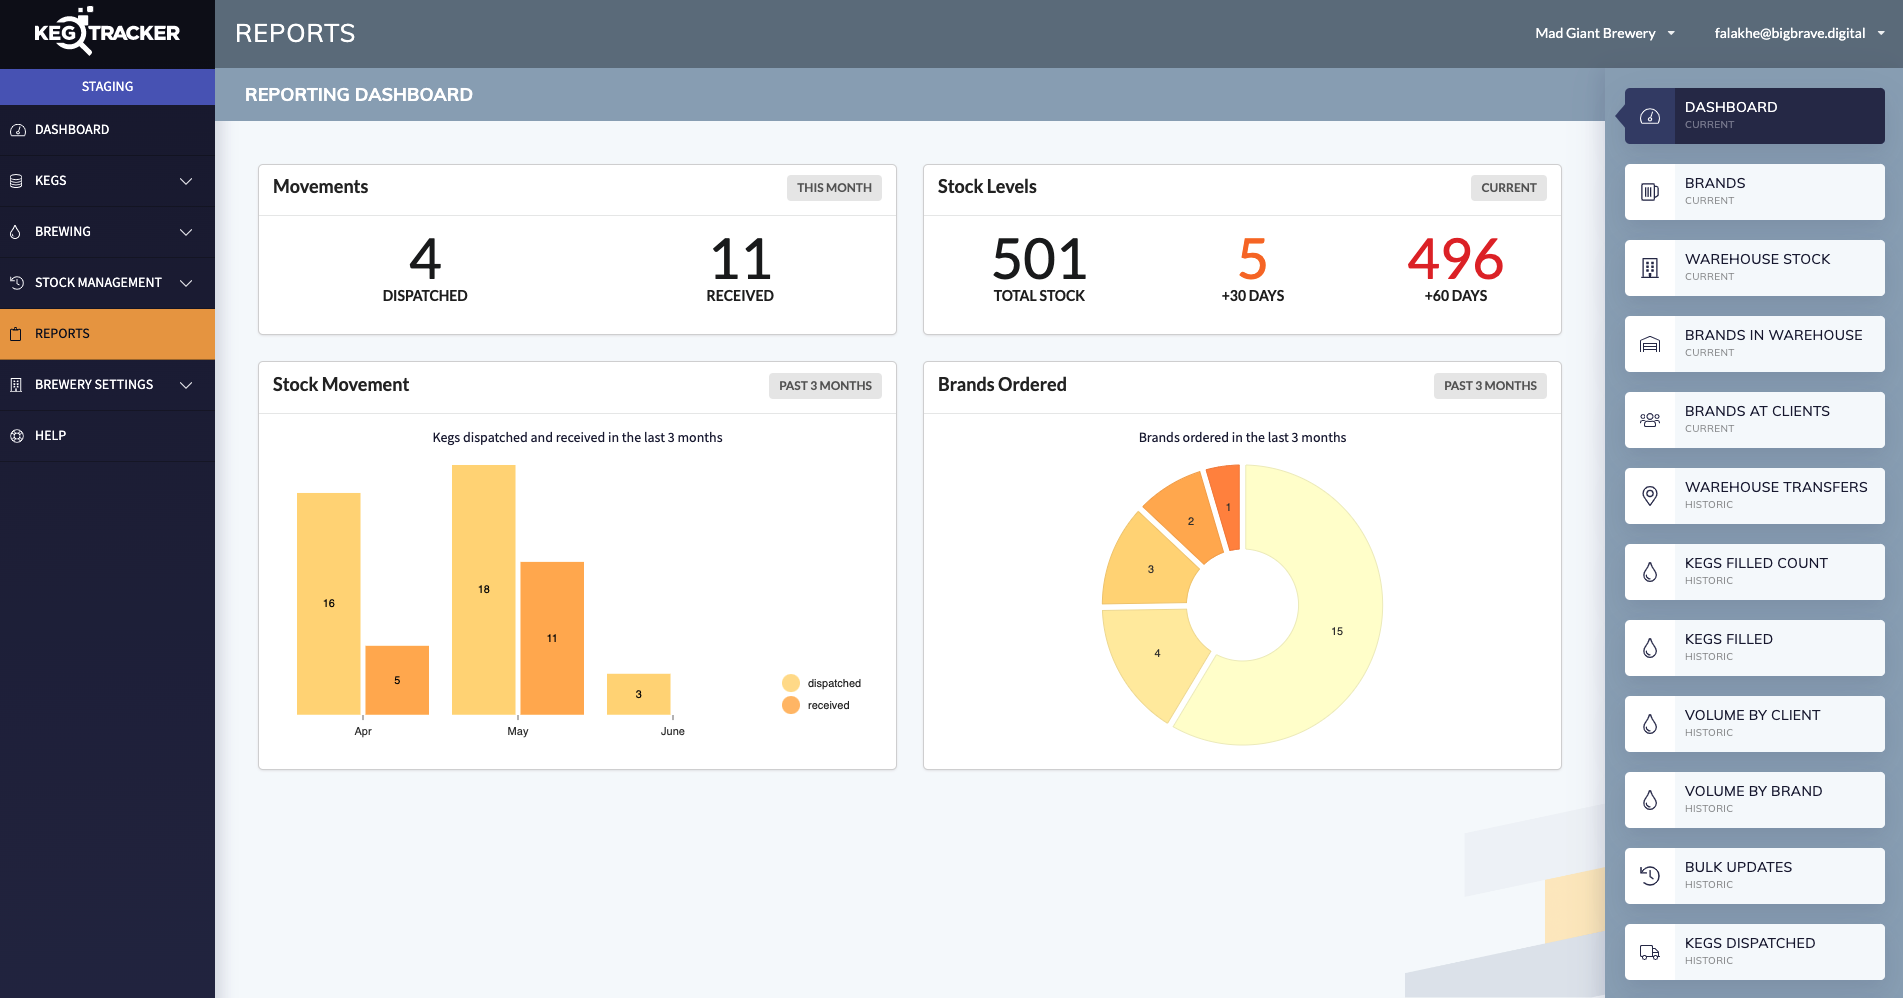 KEG TRACKER
STAGING
DASHBOARD
KEGS
BREWING
STOCK MANAGEMENT
REPORTS
BREWERY SETTINGS
HELP
REPORTS
Mad Giant Brewery
falakhe@bigbrave.digital
REPORTING DASHBOARD
Movements
THIS MONTH
4
DISPATCHED
11
RECEIVED
Stock Levels
CURRENT
501
TOTAL STOCK
5
+30 DAYS
496
+60 DAYS
Stock Movement
PAST 3 MONTHS
Kegs dispatched and received in the last 3 months
16
5
18
11
3
Apr
May
June
dispatched
received
Brands Ordered
PAST 3 MONTHS
Brands ordered in the last 3 months
1
2
3
4
15
DASHBOARD
CURRENT
BRANDS
CURRENT
WAREHOUSE STOCK
CURRENT
BRANDS IN WAREHOUSE
CURRENT
BRANDS AT CLIENTS
CURRENT
WAREHOUSE TRANSFERS
HISTORIC
KEGS FILLED COUNT
HISTORIC
KEGS FILLED
HISTORIC
VOLUME BY CLIENT
HISTORIC
VOLUME BY BRAND
HISTORIC
BULK UPDATES
HISTORIC
KEGS DISPATCHED
HISTORIC